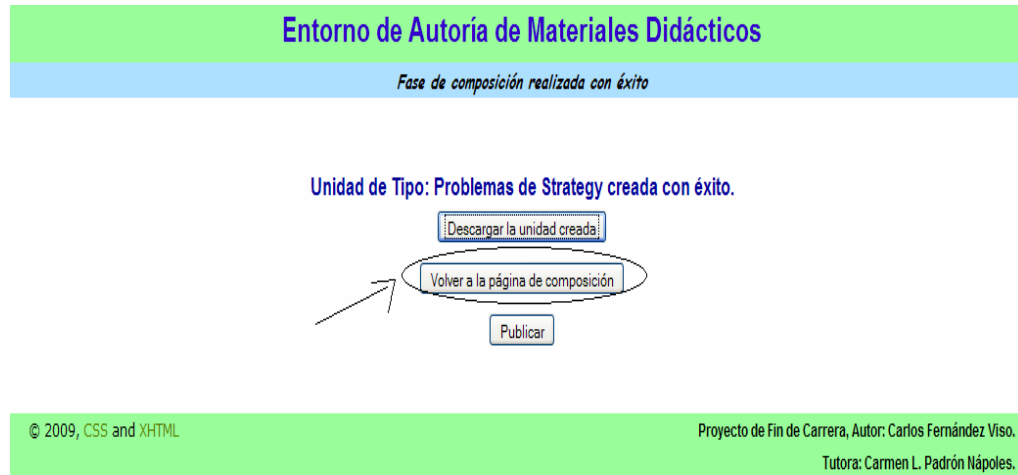 Entorno de Autoría de Materiales Didácticos
Fase de composición realizada con éxito
Unidad de Tipo: Problemas de Strategy creada con éxito.
Descargar la unidad creada
Volver a la página de composición
Publicar
© 2009, CSS and XHTML
Proyecto de Fin de Carrera, Autor: Carlos Fernández Viso.
Tutora: Carmen L. Padrón Nápoles.